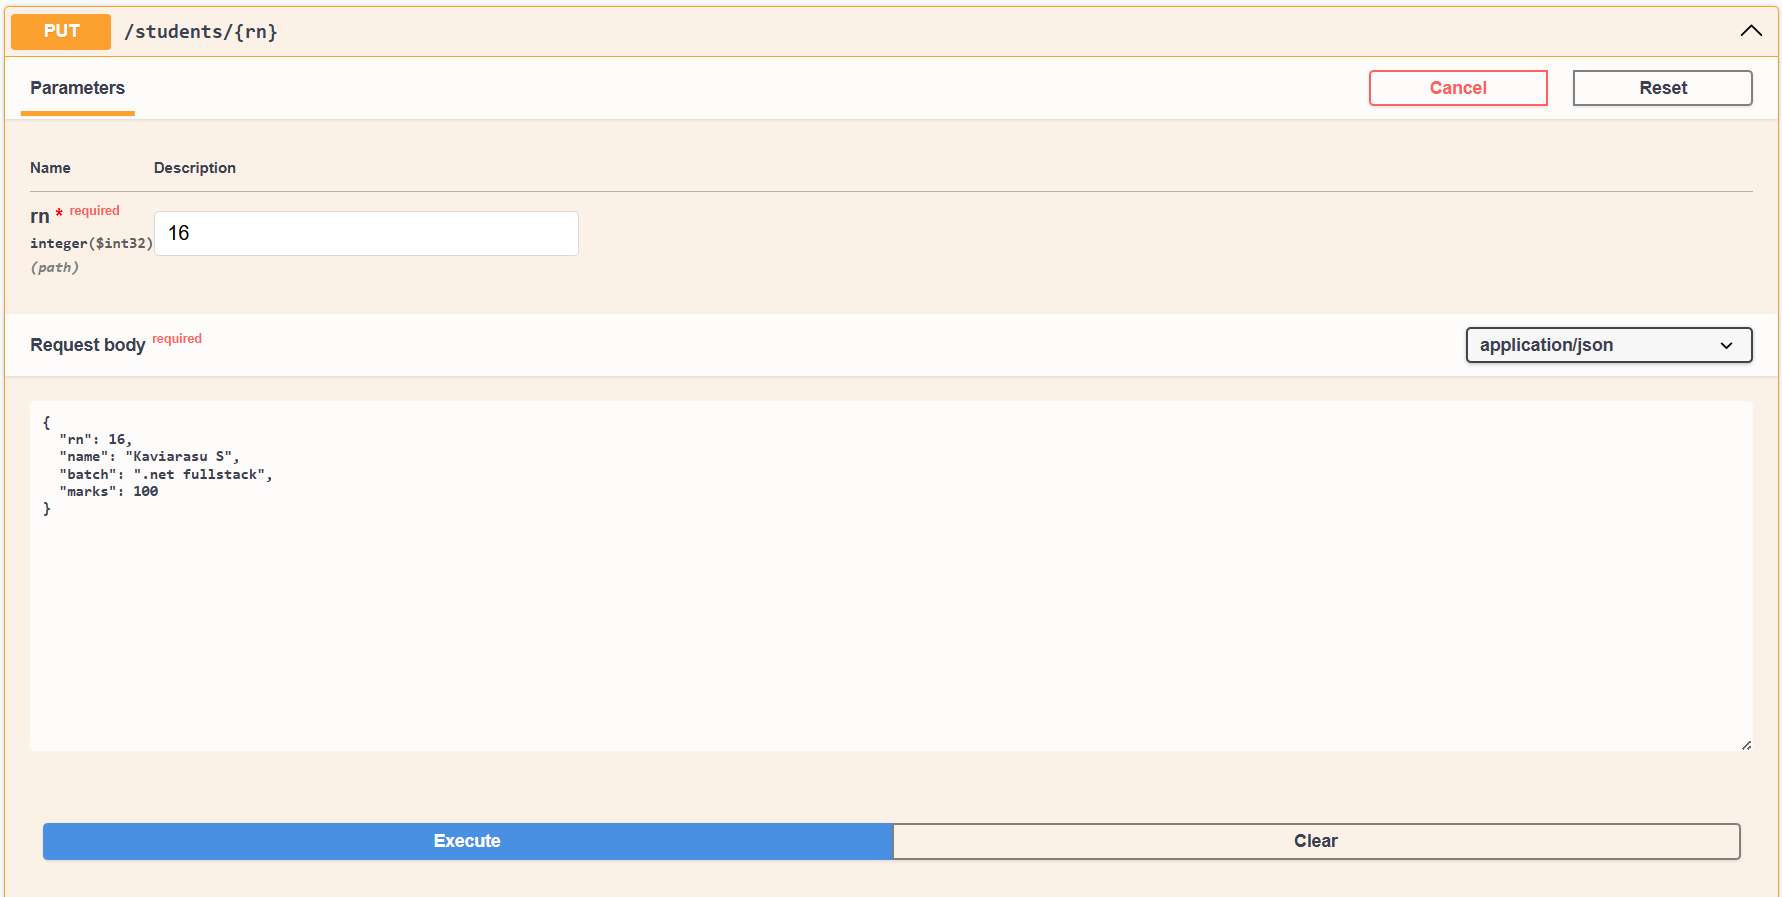 PUT /students/{rn}
Parameters
Cancel
Reset
Name Description
rn * required
integer($int32)
(path)
16
Request body required
application/json
{
  "rn": 16,
  "name": "Kaviarasu S",
  "batch": ".net fullstack",
  "marks": 100
}
Execute
Clear